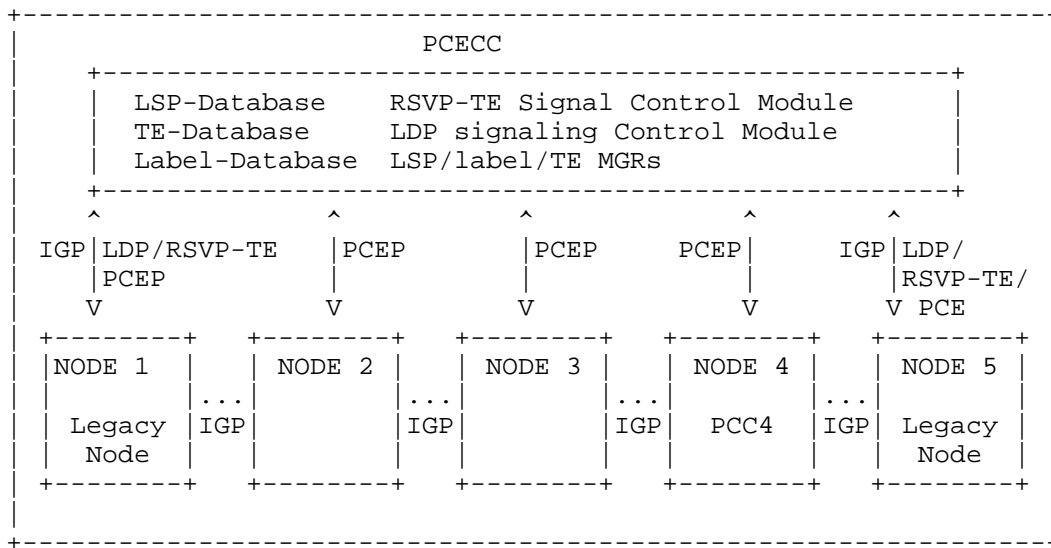 PCECC
LSP-Database RSVP-TE Signal Control Module
TE-Database LDP signaling Control Module
Label-Database LSP/label/TE MGRs
^ ^ ^ ^ ^
IGP|LDP/RSVP-TE |PCEP |PCEP PCEP| IGP|LDP/
|PCEP | | | |RSVP-TE/
V V V V V PCE
NODE 1 NODE 2 NODE 3 NODE 4 NODE 5
... ... ... ...
Legacy IGP IGP IGP PCC4 IGP Legacy
Node Node